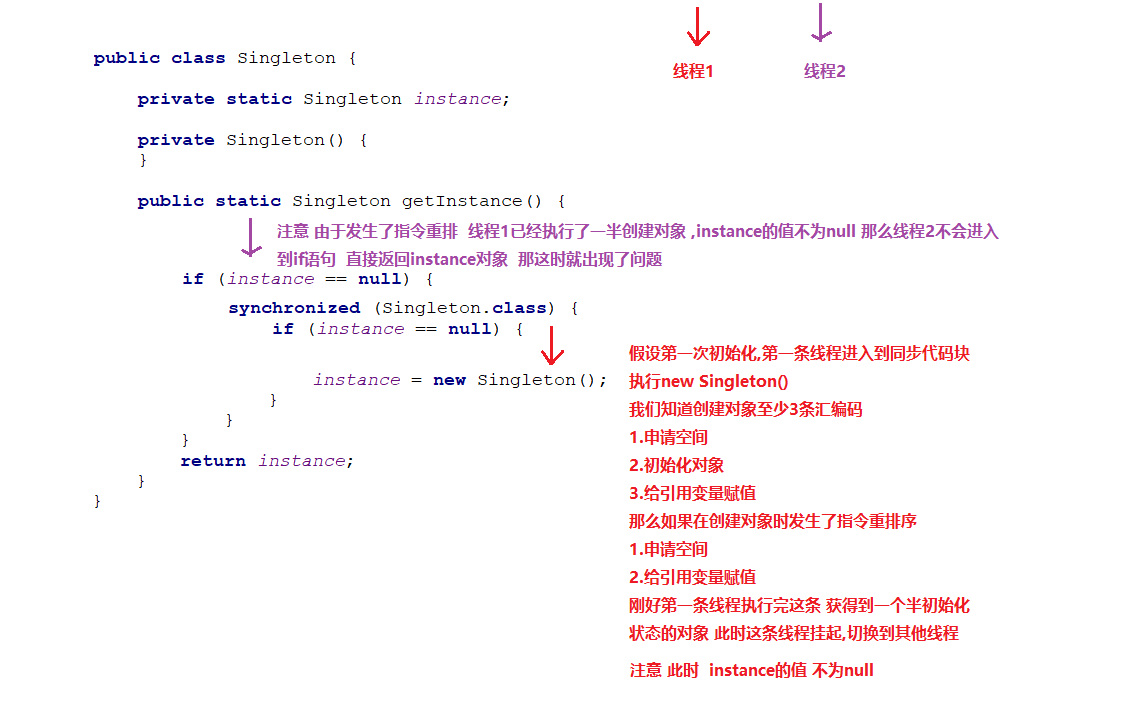 线程1 线程2
public class Singleton {
private static Singleton instance;
private Singleton() {
}
public static Singleton getInstance() {
注意 由于发生了指令重排 线程1已经执行了一半创建对象 ,instance的值不为null 那么线程2不会进入
到if语句 直接返回instance对象 那这时就出现了问题
if (instance == null) {
synchronized (Singleton.class) {
if (instance == null) {
instance = new Singleton();
}
}
}
return instance;
}
}
假设第一次初始化,第一条线程进入到同步代码块
执行new Singleton()
我们知道创建对象至少3条汇编码
1.申请空间
2.初始化对象
3.给引用变量赋值
那么如果在创建对象时发生了指令重排序
1.申请空间
2.给引用变量赋值
刚好第一条线程执行完这条 获得到一个半初始化
状态的对象 此时这条线程挂起,切换到其他线程
注意 此时 instance的值 不为null